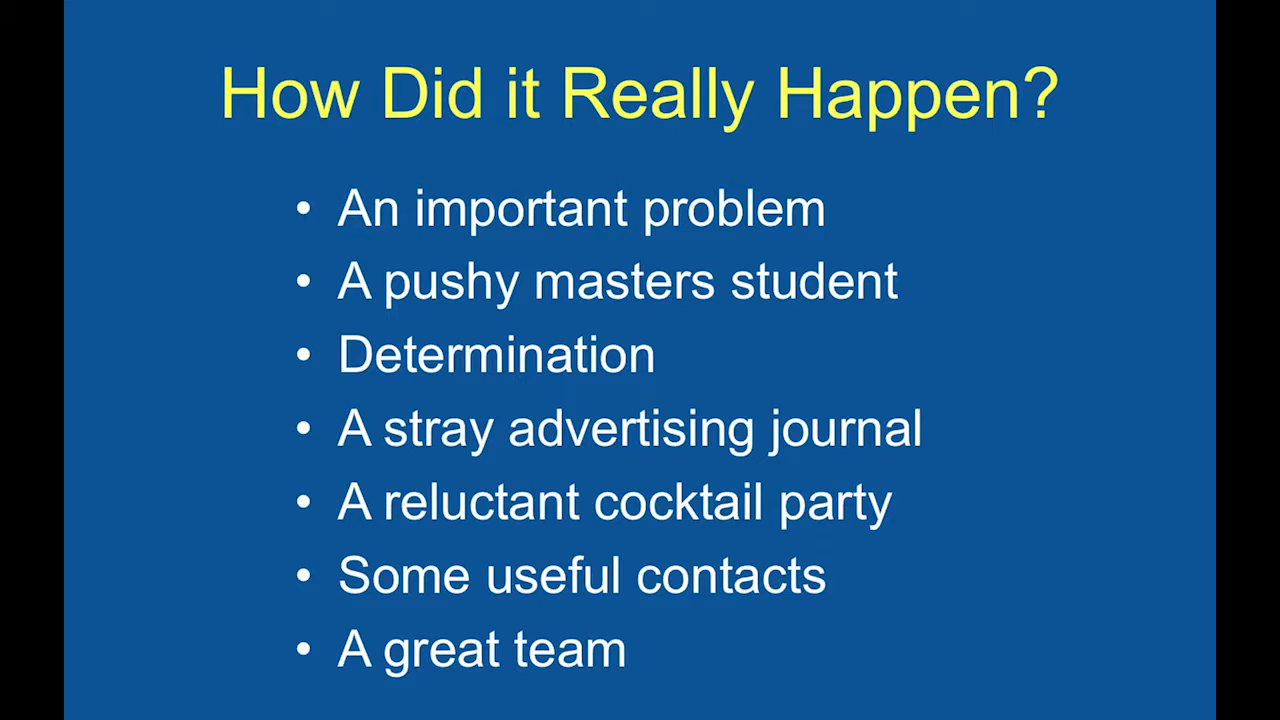 How Did it Really Happen?
• An important problem
• A pushy masters student
• Determination
• A stray advertising journal
• A reluctant cocktail party
• Some useful contacts
• A great team